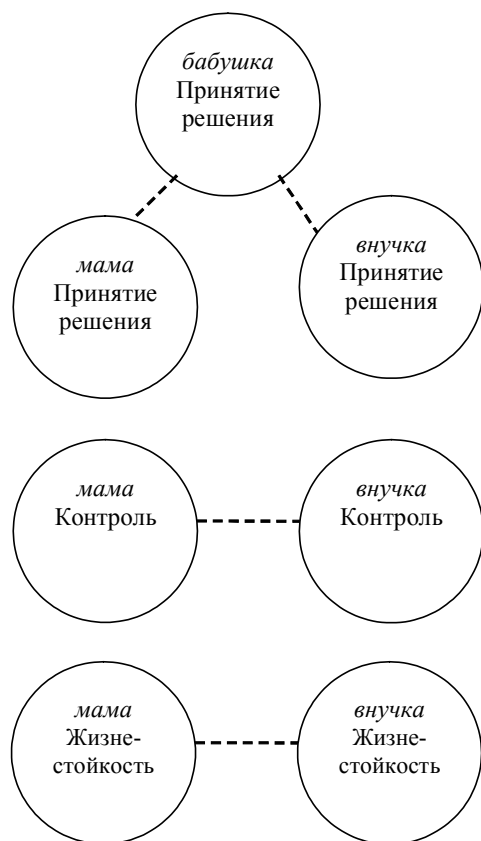 бабушка
Принятие
решения
мама
Принятие
решения
внучка
Принятие
решения
мама
Контроль
внучка
Контроль
мама
Жизне-
стойкость
внучка
Жизне-
стойкость